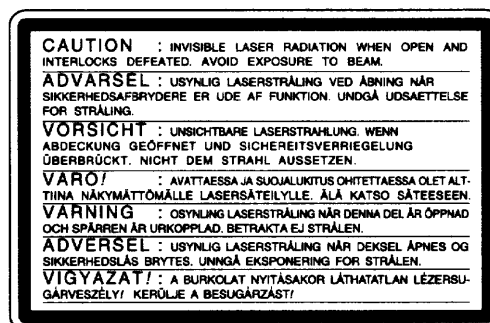 CAUTION : INVISIBLE LASER RADIATION WHEN OPEN AND
INTERLOCKS DEFEATED. AVOID EXPOSURE TO BEAM.
ADVARSEL : USYNLIG LASERSTRÅLING VED ÅBNING NÅR
SIKKERHEDSAFBRYDERE ER UDE AF FUNKTION. UNDGÅ UDSAETTELSE
FOR STRÅLING.
VORSICHT : UNSICHTBARE LASERSTRAHLUNG. WENN
ABDECKUNG GEÖFFNET UND SICHEREITSVERRIEGELUNG
ÜBERBRÜCKT. NICHT DEM STRAHL AUSSETZEN.
VARO! : AVATTAESSA JA SUOJALUKITUS OHITETTAESSA OLET ALT-
TIINA NÄKYMÄTTÖMÄLLE LASERSÄTEILYLLE. ÄLÄ KATSO SÄTEESEEN.
VARNING : OSYNLING LASERSTRÅLING NÄR DENNA DEL ÄR ÖPPNAD
OCH SPÄRREN ÄR URKOPPLAD. BETRAKTA EJ STRÅLEN.
ADVERSEL : USYNLIG LASERSTRÅLING NÅR DEKSEL ÅPNES OG
SIKKERHEDSLÅS BRYTES. UNNGÅ EKSPONERING FOR STRÅLEN.
VIGYAZAT! : A BURKOLAT NYITÁSAKOR LÁTHATATLAN LÉZERSU-
GÁRVESZÉLY! KERÜLJE A BESUGÁRZÁST!